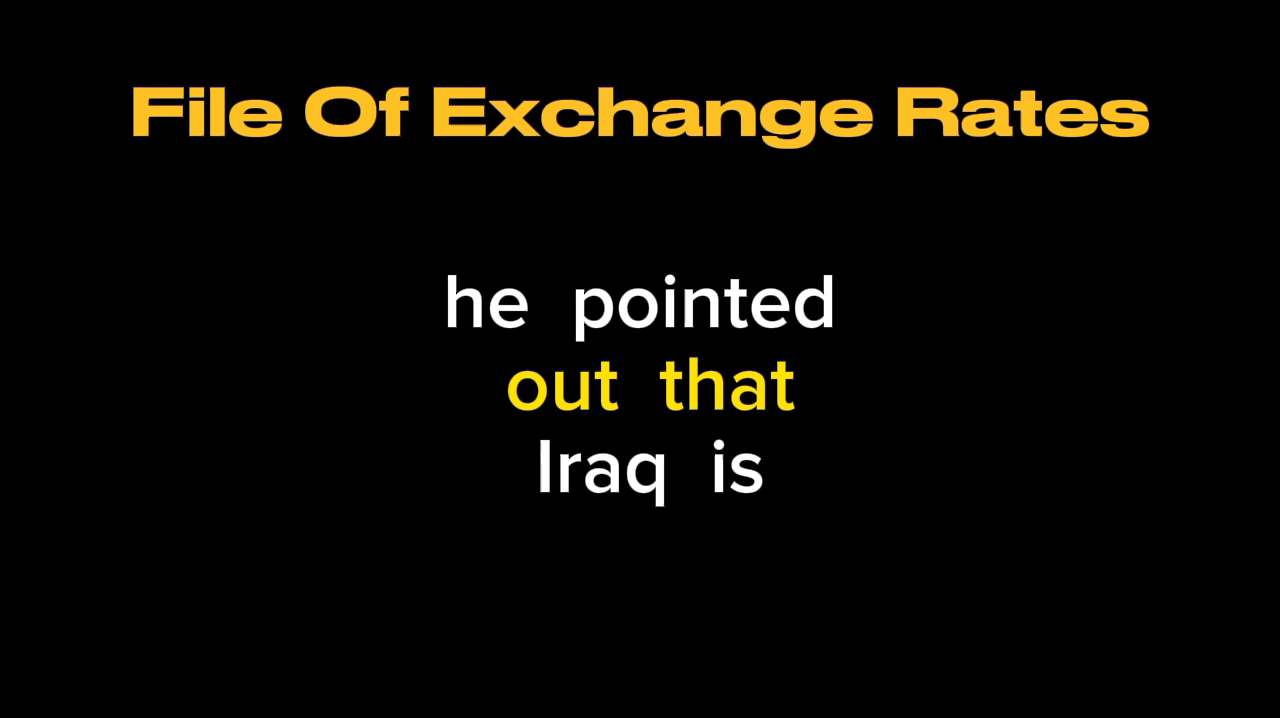 File Of Exchange Rates
he pointed
out that
Iraq is